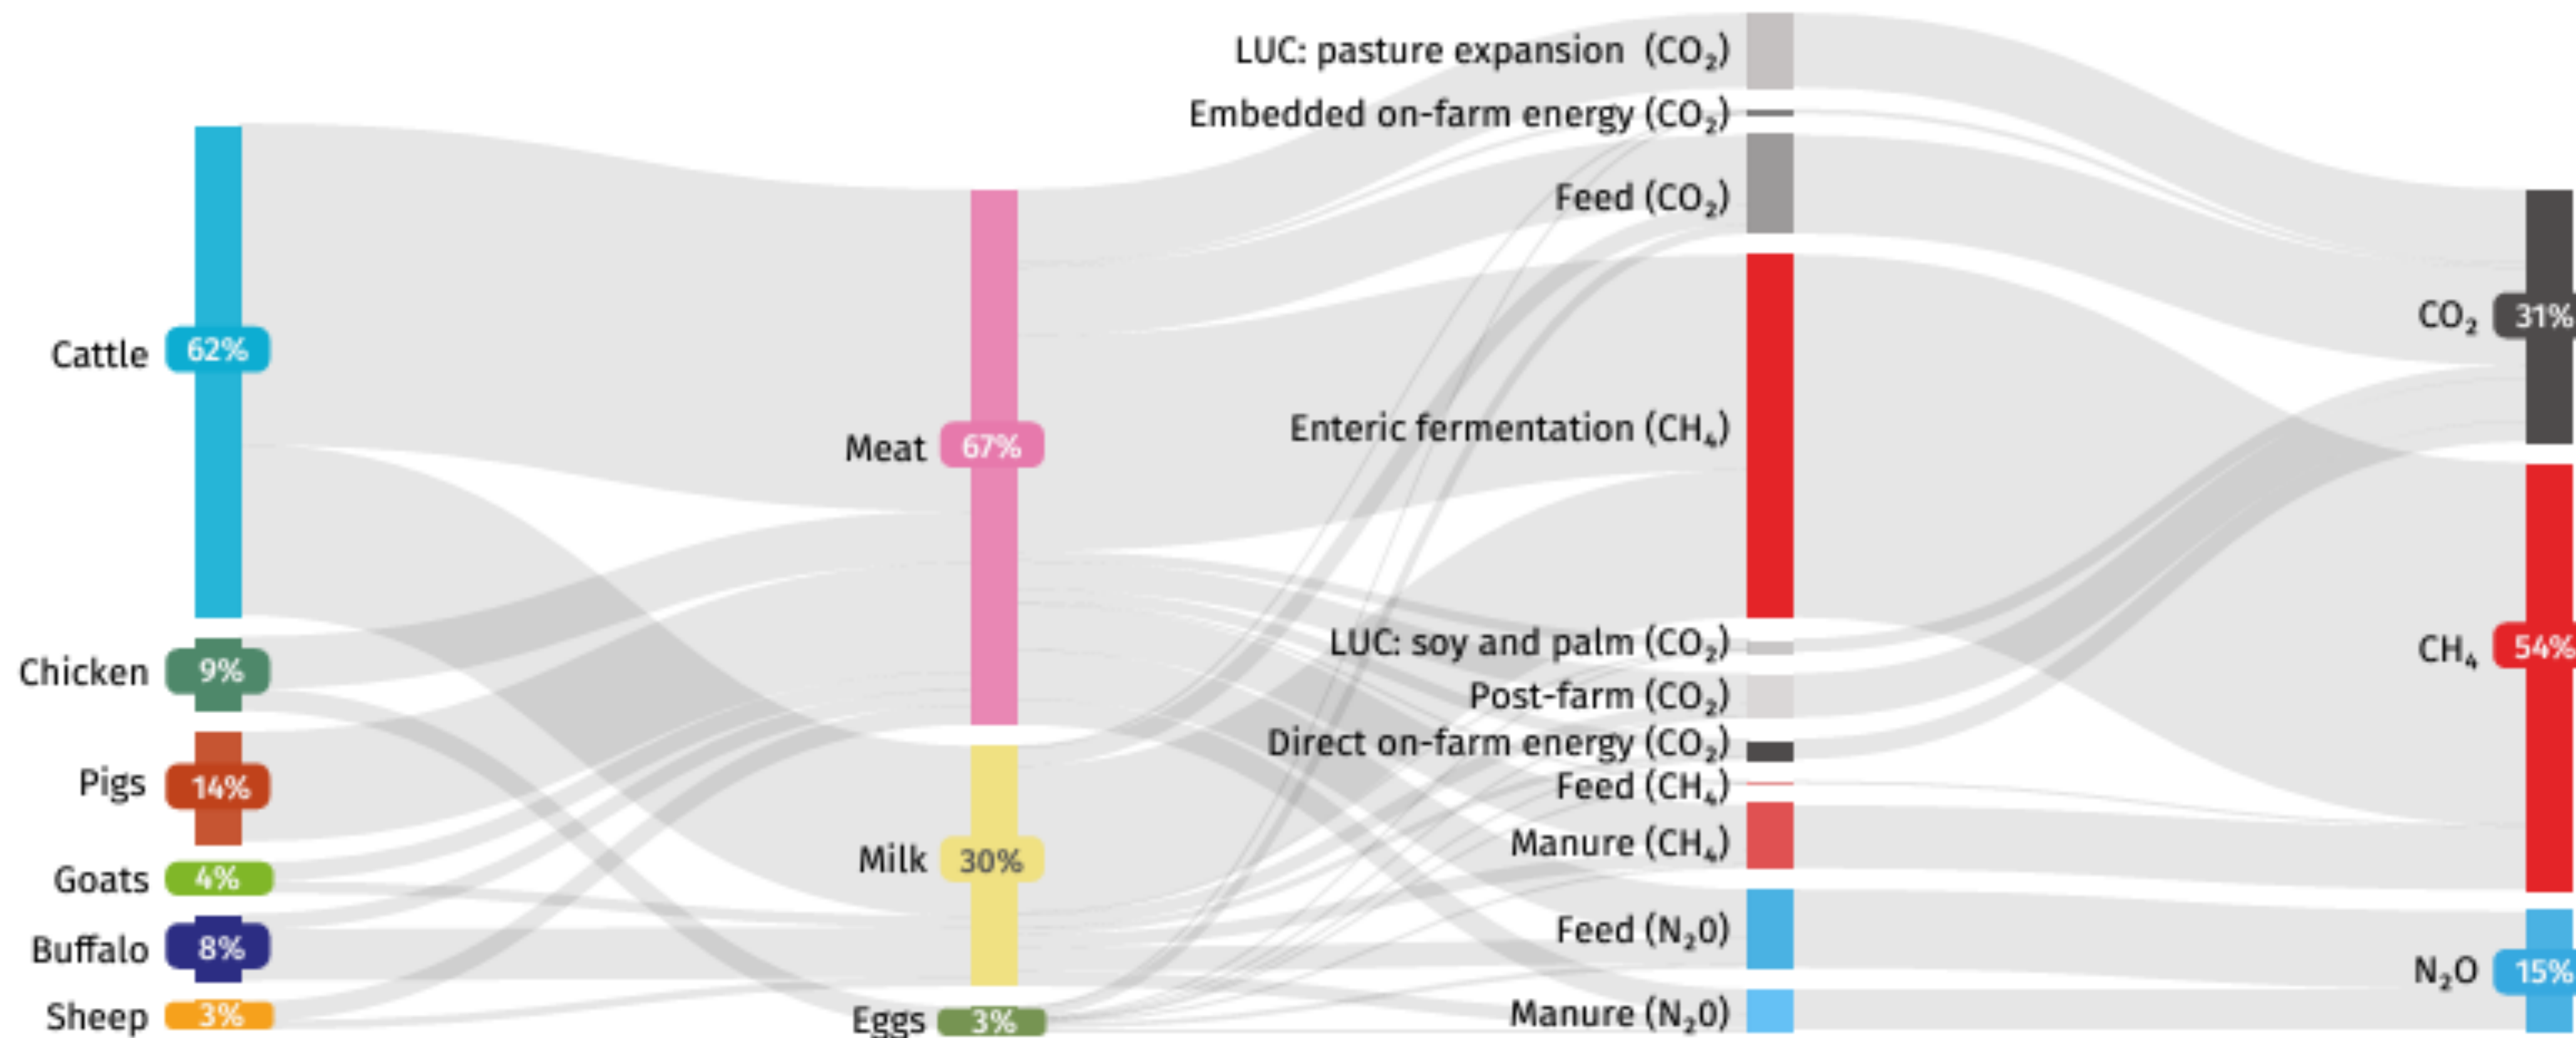 LUC: pasture expansion (CO₂)
Embedded on-farm energy (CO₂)
Feed (CO₂)
CO₂ 31%
Cattle 62%
Enteric fermentation (CH₄)
Meat 67%
LUC: soy and palm (CO₂)
CH₄ 54%
Chicken 9%
Post-farm (CO₂)
Direct on-farm energy (CO₂)
Pigs 14%
Feed (CH₄)
Manure (CH₄)
Milk 30%
Goats 4%
Feed (N₂0)
Buffalo 8%
N₂O 15%
Manure (N₂0)
Sheep 3%
Eggs 3%